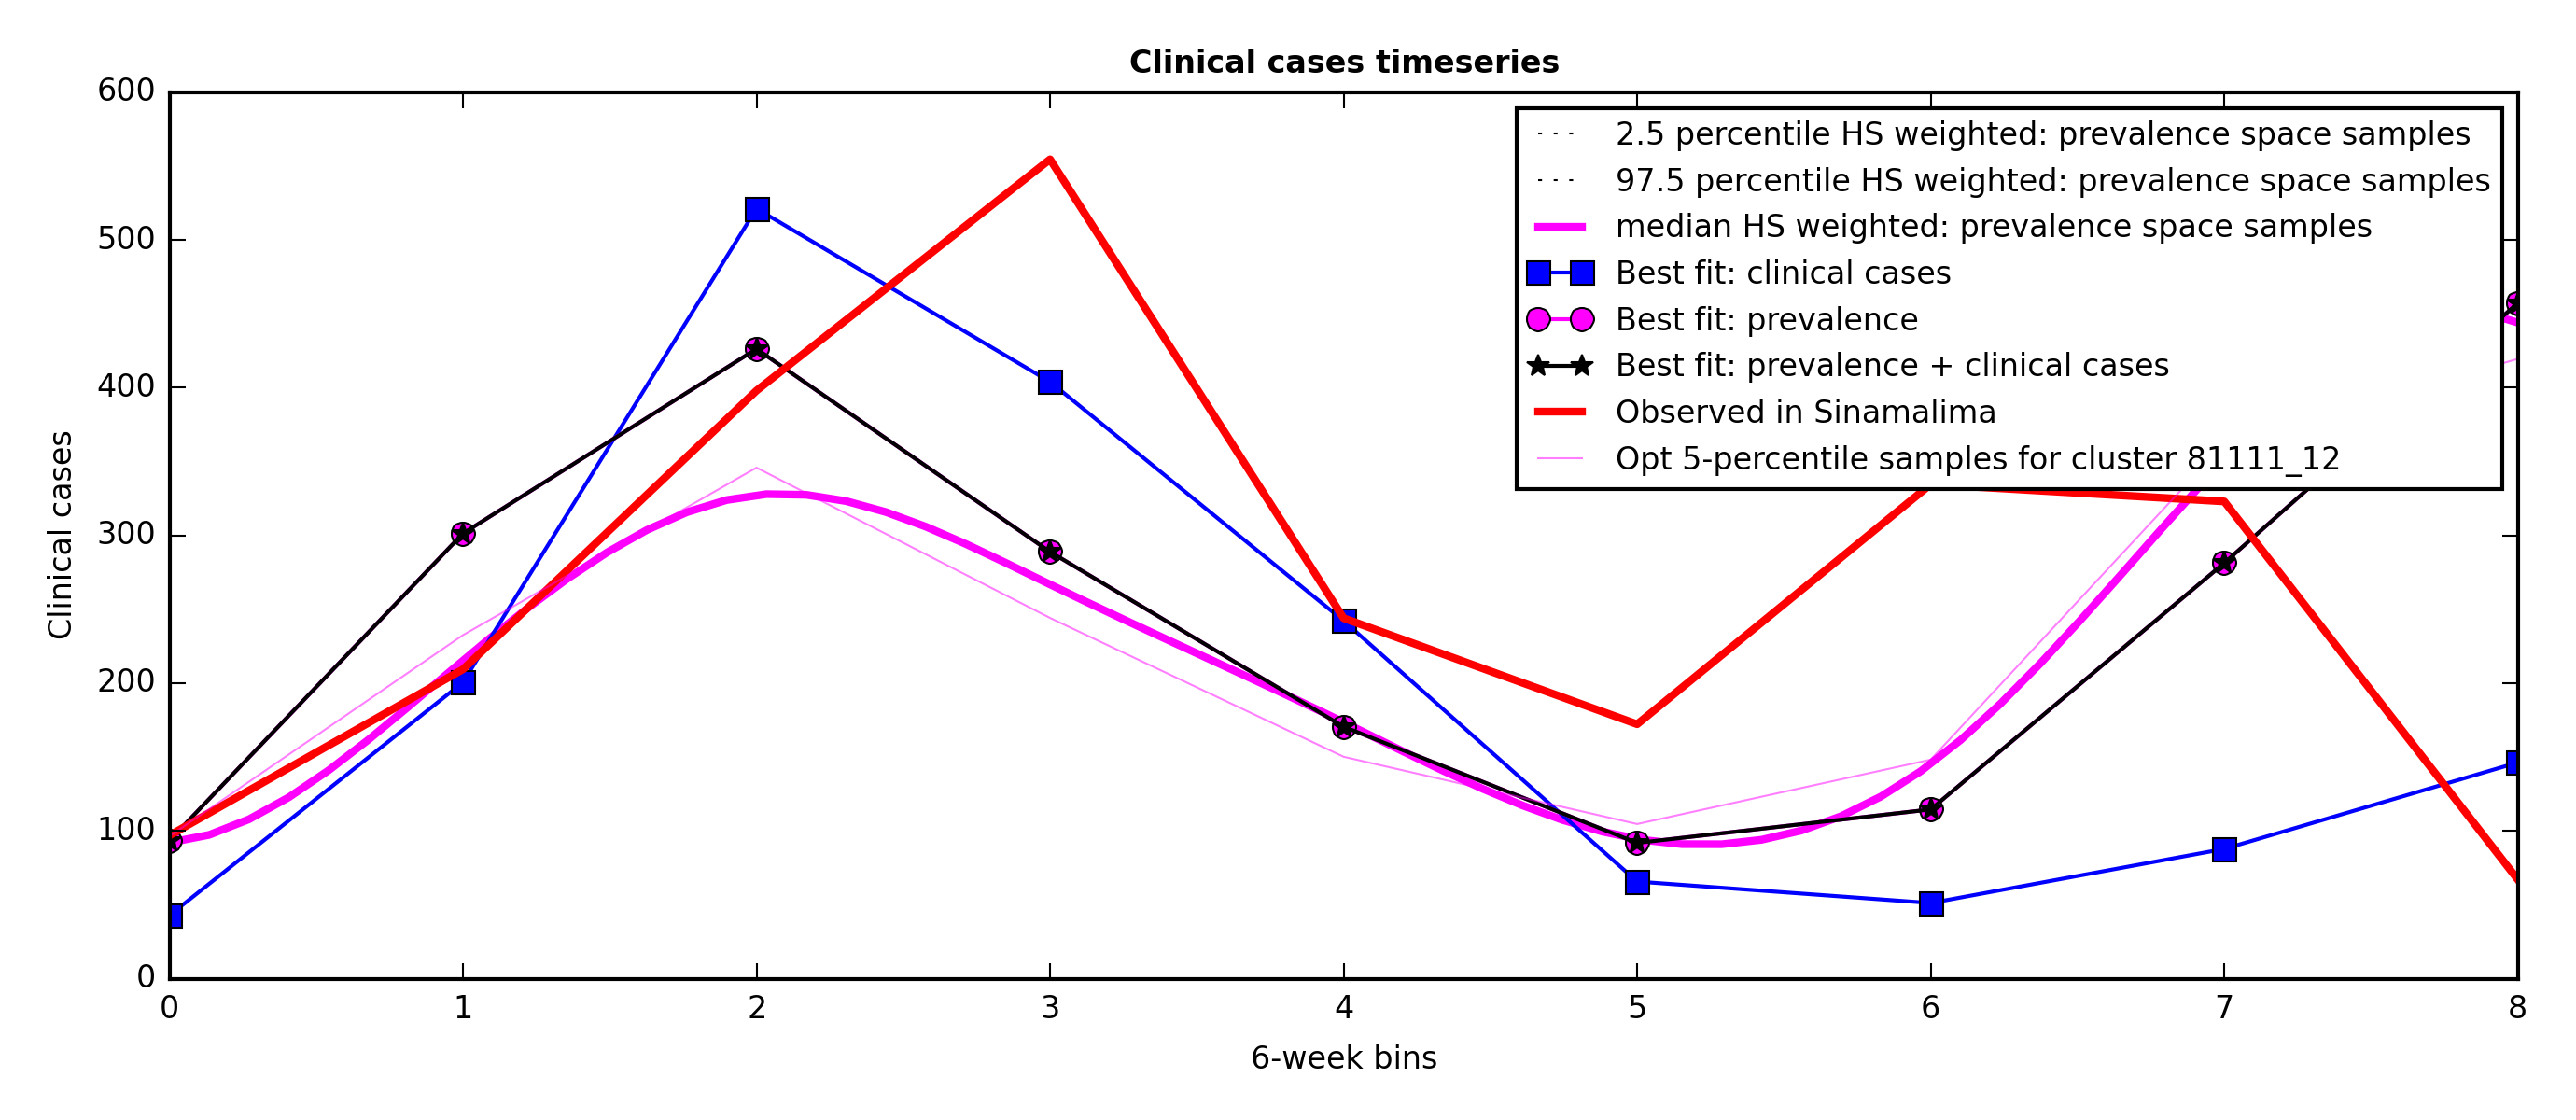 Clinical cases timeseries
600
500
400
300
200
100
0
Clinical cases
2.5 percentile HS weighted: prevalence space samples
97.5 percentile HS weighted: prevalence space samples
median HS weighted: prevalence space samples
Best fit: clinical cases
Best fit: prevalence
Best fit: prevalence + clinical cases
Observed in Sinamalima
Opt 5-percentile samples for cluster 81111_12
0 1 2 3 4 5 6 7 8
6-week bins